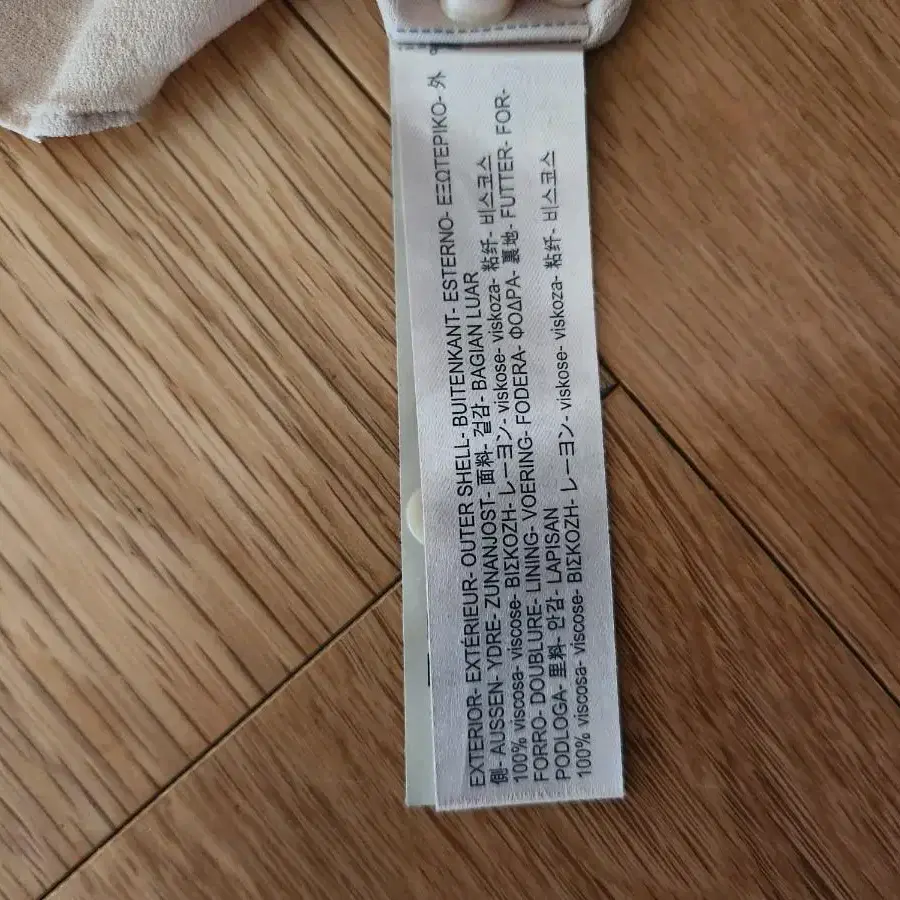 EXTERIOR- EXTÉRIEUR- OUTER SHELL- BUITENKANT- ESTERNO- ΕΞΩΤΕΡΙΚΟ- 外
側- AUSSEN- YDRE- ZUNANJOST- 面料- 겉감- BAGIAN LUAR
100% viscosa- viscose- ΒΙΣΚΟΖΗ- レーヨン- viskose- viskoza- 粘纤- 비스코스
FORRO- DOUBLURE- LINING- VOERING- FODERA- ΦΟΔΡΑ- 裏地- FUTTER- FOR-
PODLOGA- 里料- 안감- LAPISAN
100% viscosa- viscose- ΒΙΣΚΟΖΗ- レーヨン- viskose- viskoza- 粘纤- 비스코스